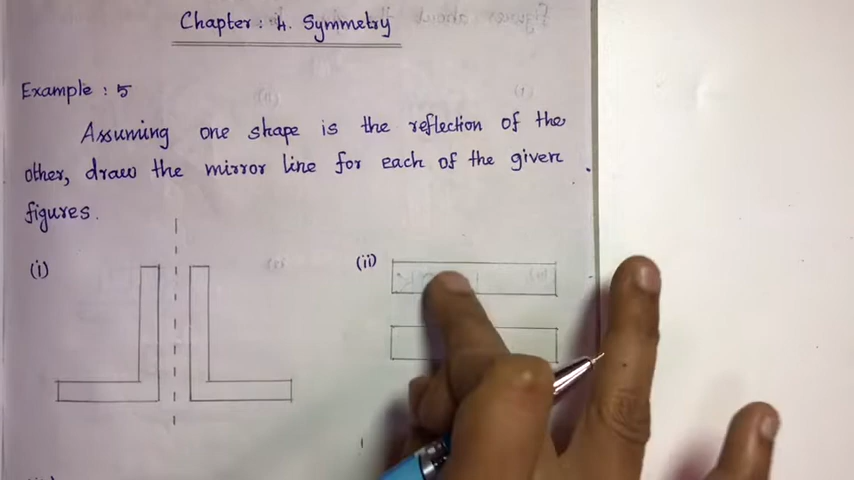 Chapter : 4. Symmetry
Example : 5
Assuming one shape is the reflection of the
other, draw the mirror line for each of the given
figures.
(i)
(ii)